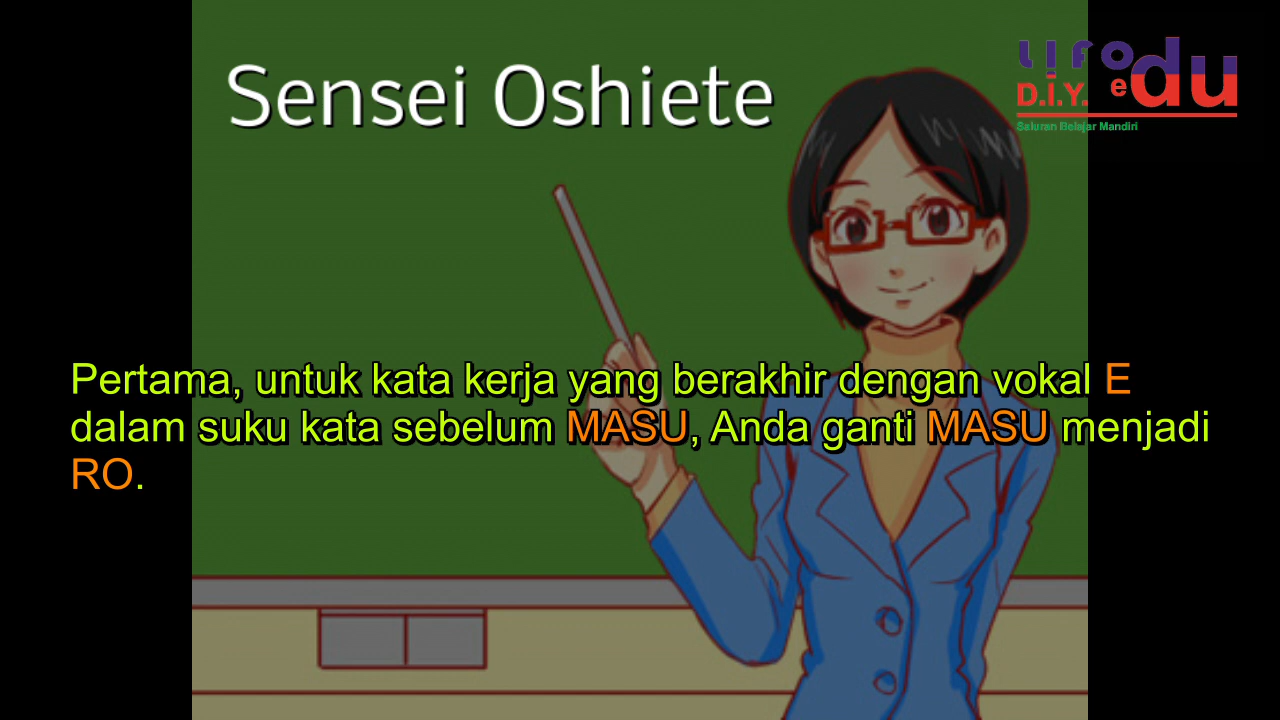 Sensei Oshiete
LIFO
D.I.Y. edu
Saluran Belajar Mandiri
Pertama, untuk kata kerja yang berakhir dengan vokal E
dalam suku kata sebelum MASU, Anda ganti MASU menjadi
RO.